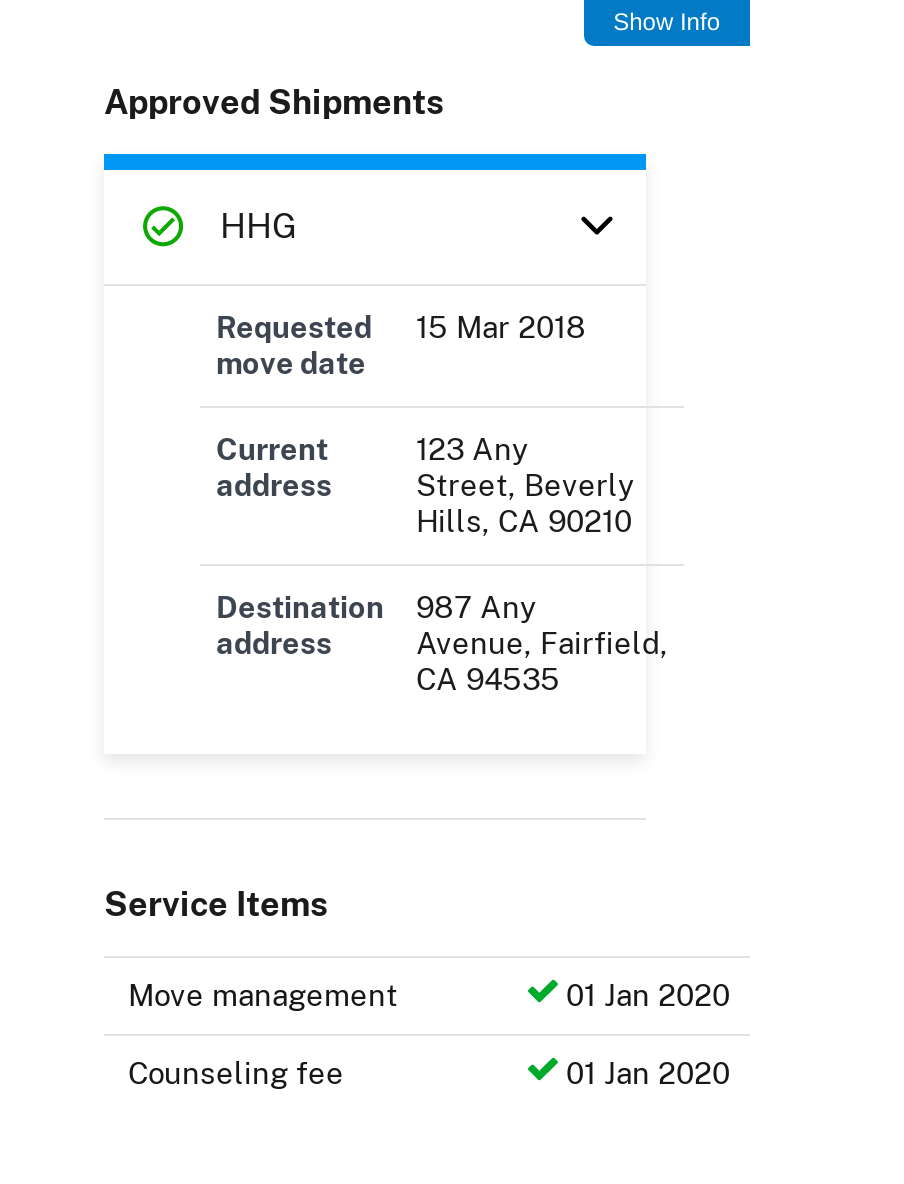 Show Info
Approved Shipments
HHG
Requested 15 Mar 2018
move date
Current 123 Any
address Street, Beverly
Hills, CA 90210
Destination 987 Any
address Avenue, Fairfield,
CA 94535
Service Items
Move management 01 Jan 2020
Counseling fee 01 Jan 2020